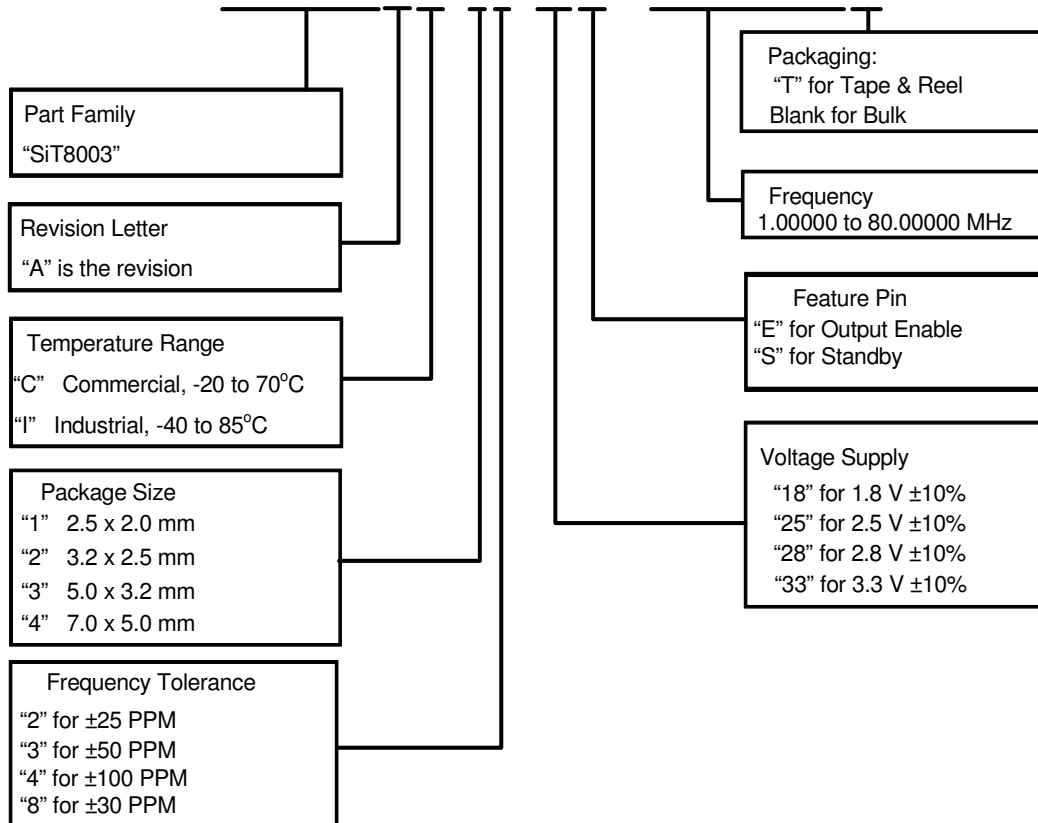 Part Family
“SiT8003”
Revision Letter
“A” is the revision
Temperature Range
“C” Commercial, -20 to 70°C
“I” Industrial, -40 to 85°C
Package Size
“1” 2.5 x 2.0 mm
“2” 3.2 x 2.5 mm
“3” 5.0 x 3.2 mm
“4” 7.0 x 5.0 mm
Frequency Tolerance
“2” for ±25 PPM
“3” for ±50 PPM
“4” for ±100 PPM
“8” for ±30 PPM
Packaging:
“T” for Tape & Reel
Blank for Bulk
Frequency
1.00000 to 80.00000 MHz
Feature Pin
“E” for Output Enable
“S” for Standby
Voltage Supply
“18” for 1.8 V ±10%
“25” for 2.5 V ±10%
“28” for 2.8 V ±10%
“33” for 3.3 V ±10%